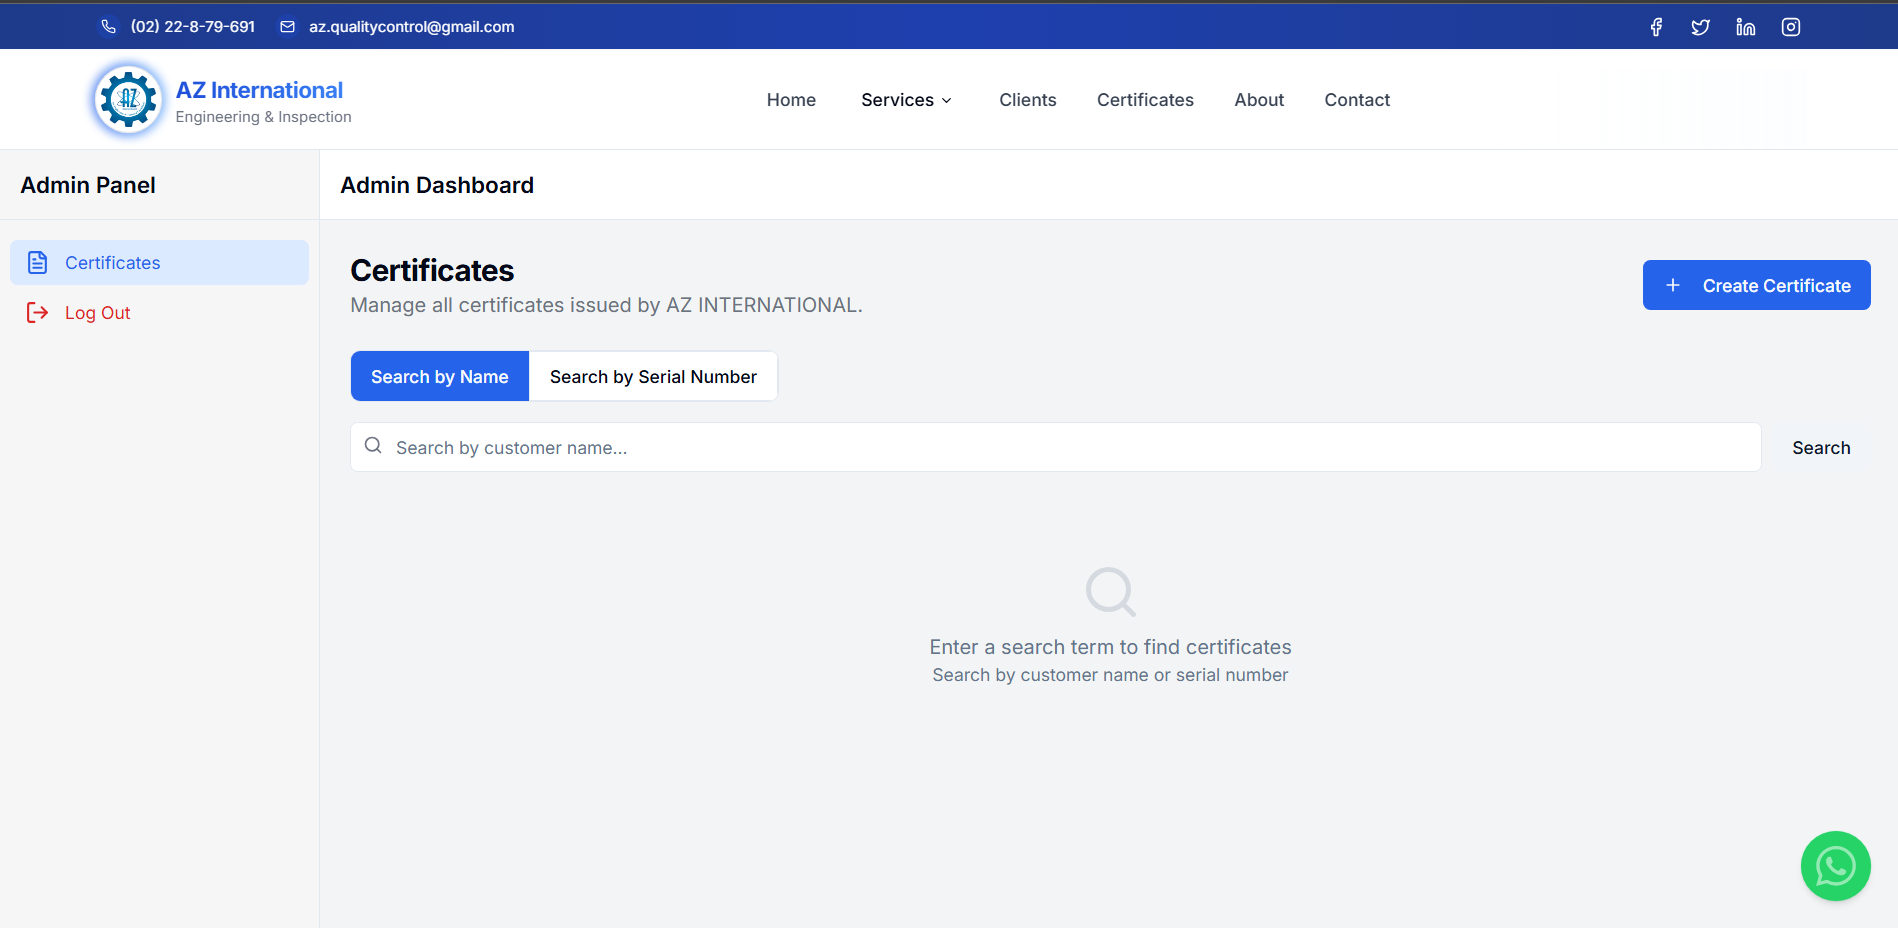 (02) 22-8-79-691 az.qualitycontrol@gmail.com
AZ
AZ International
Engineering & Inspection
Home Services Clients Certificates About Contact
Admin Panel
Admin Dashboard
Certificates
Log Out
Certificates
Manage all certificates issued by AZ INTERNATIONAL.
Create Certificate
Search by Name Search by Serial Number
Search by customer name...
Search
Enter a search term to find certificates
Search by customer name or serial number